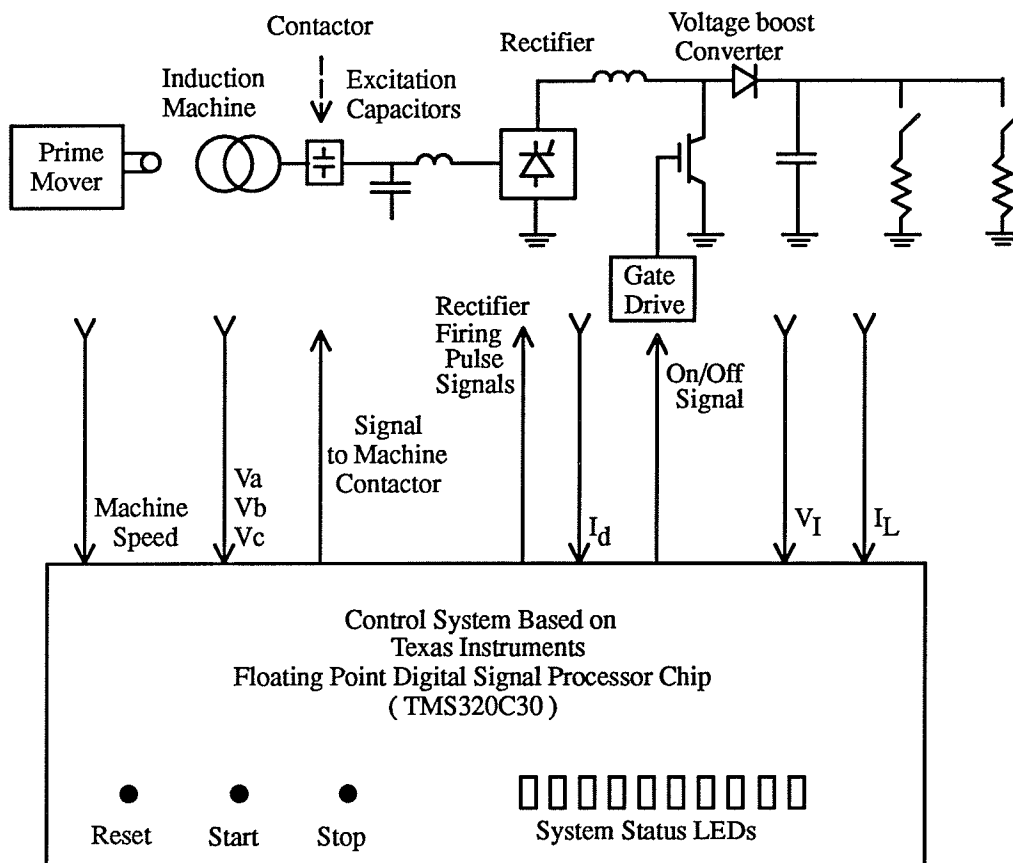 Contactor
Rectifier
Voltage boost
Converter
Induction
Machine
Excitation
Capacitors
Prime
Mover
Gate
Drive
Rectifier
Firing
Pulse
Signals
On/Off
Signal
Signal
to Machine
Contactor
Machine
Speed
Va
Vb
Vc
Id
VI
IL
Control System Based on
Texas Instruments
Floating Point Digital Signal Processor Chip
( TMS320C30 )
Reset
Start
Stop
System Status LEDs